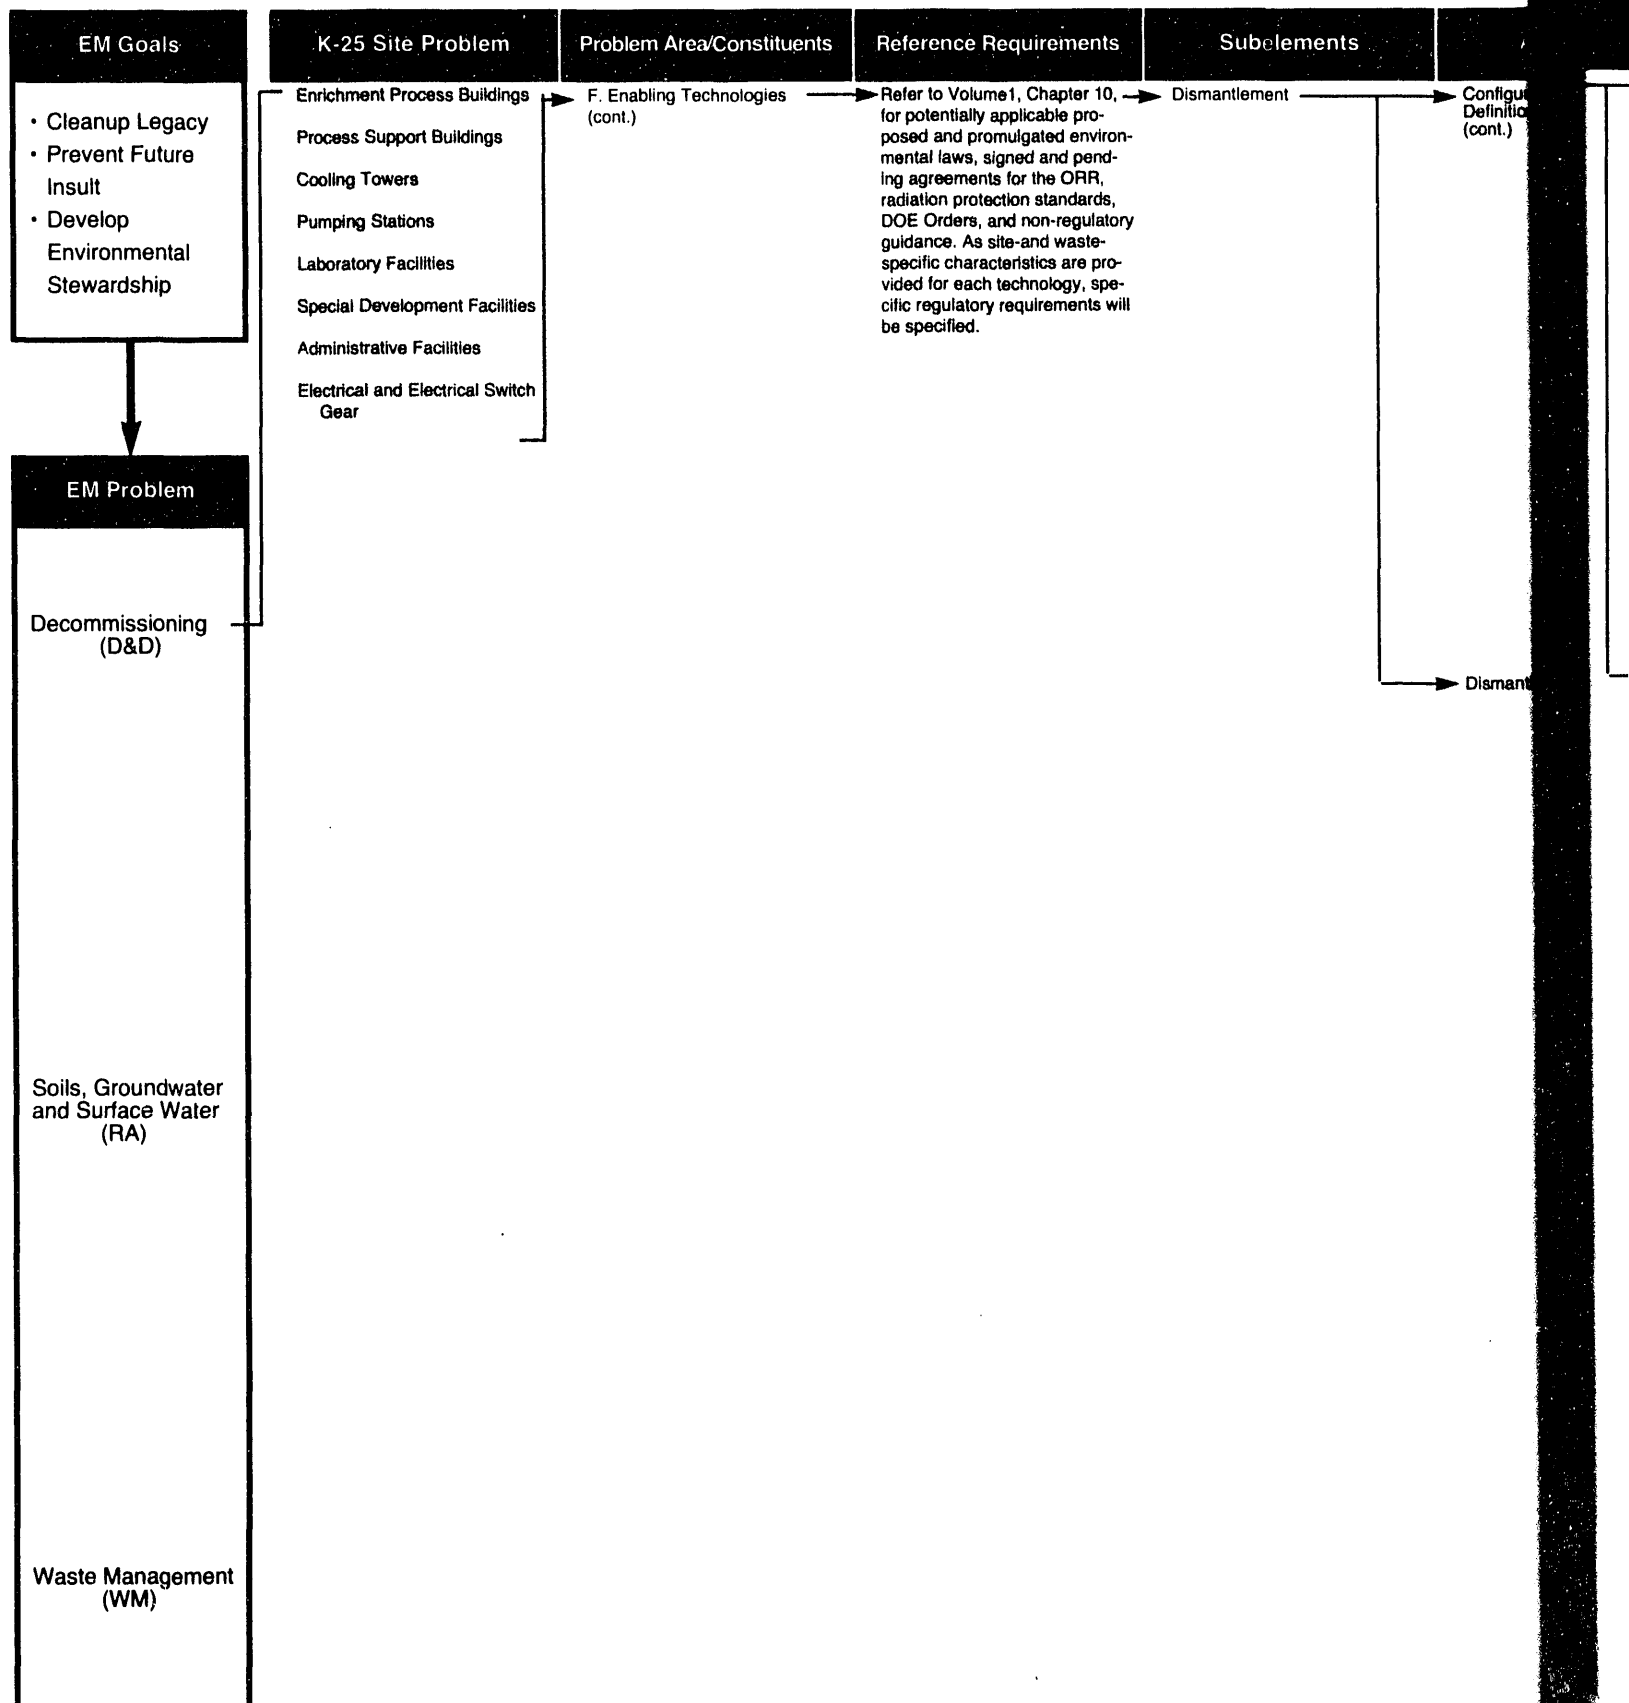 EM Goals
• Cleanup Legacy
• Prevent Future
Insult
• Develop
Environmental
Stewardship
EM Problem
Decommissioning
(D&D)
Soils, Groundwater
and Surface Water
(RA)
Waste Management
(WM)
K-25 Site Problem
Enrichment Process Buildings
Process Support Buildings
Cooling Towers
Pumping Stations
Laboratory Facilities
Special Development Facilities
Administrative Facilities
Electrical and Electrical Switch
Gear
Problem Area/Constituents
F. Enabling Technologies
(cont.)
Reference Requirements
Refer to Volume1, Chapter 10,
for potentially applicable pro-
posed and promulgated environ-
mental laws, signed and pend-
ing agreements for the ORR,
radiation protection standards,
DOE Orders, and non-regulatory
guidance. As site-and waste-
specific characteristics are pro-
vided for each technology, spe-
cific regulatory requirements will
be specified.
Subelements
Dismantlement
(cont.)